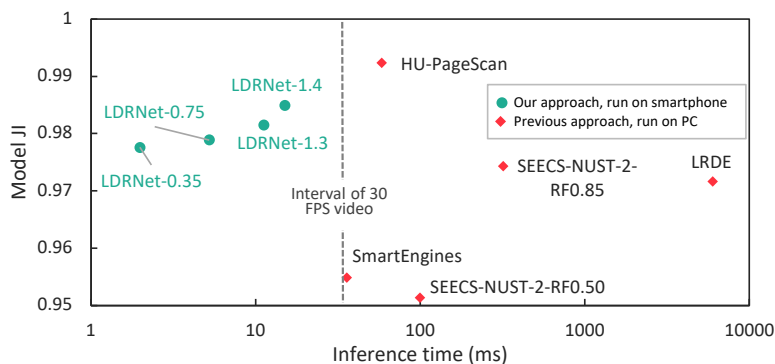 1
0.99
0.98
0.97
0.96
0.95
Model JI
1
10
100
1000
10000
Inference time (ms)
LDRNet-1.4
LDRNet-0.75
LDRNet-1.3
LDRNet-0.35
HU-PageScan
Our approach, run on smartphone
Previous approach, run on PC
SEECS-NUST-2-
RF0.85
LRDE
Interval of 30
FPS video
SmartEngines
SEECS-NUST-2-RF0.50